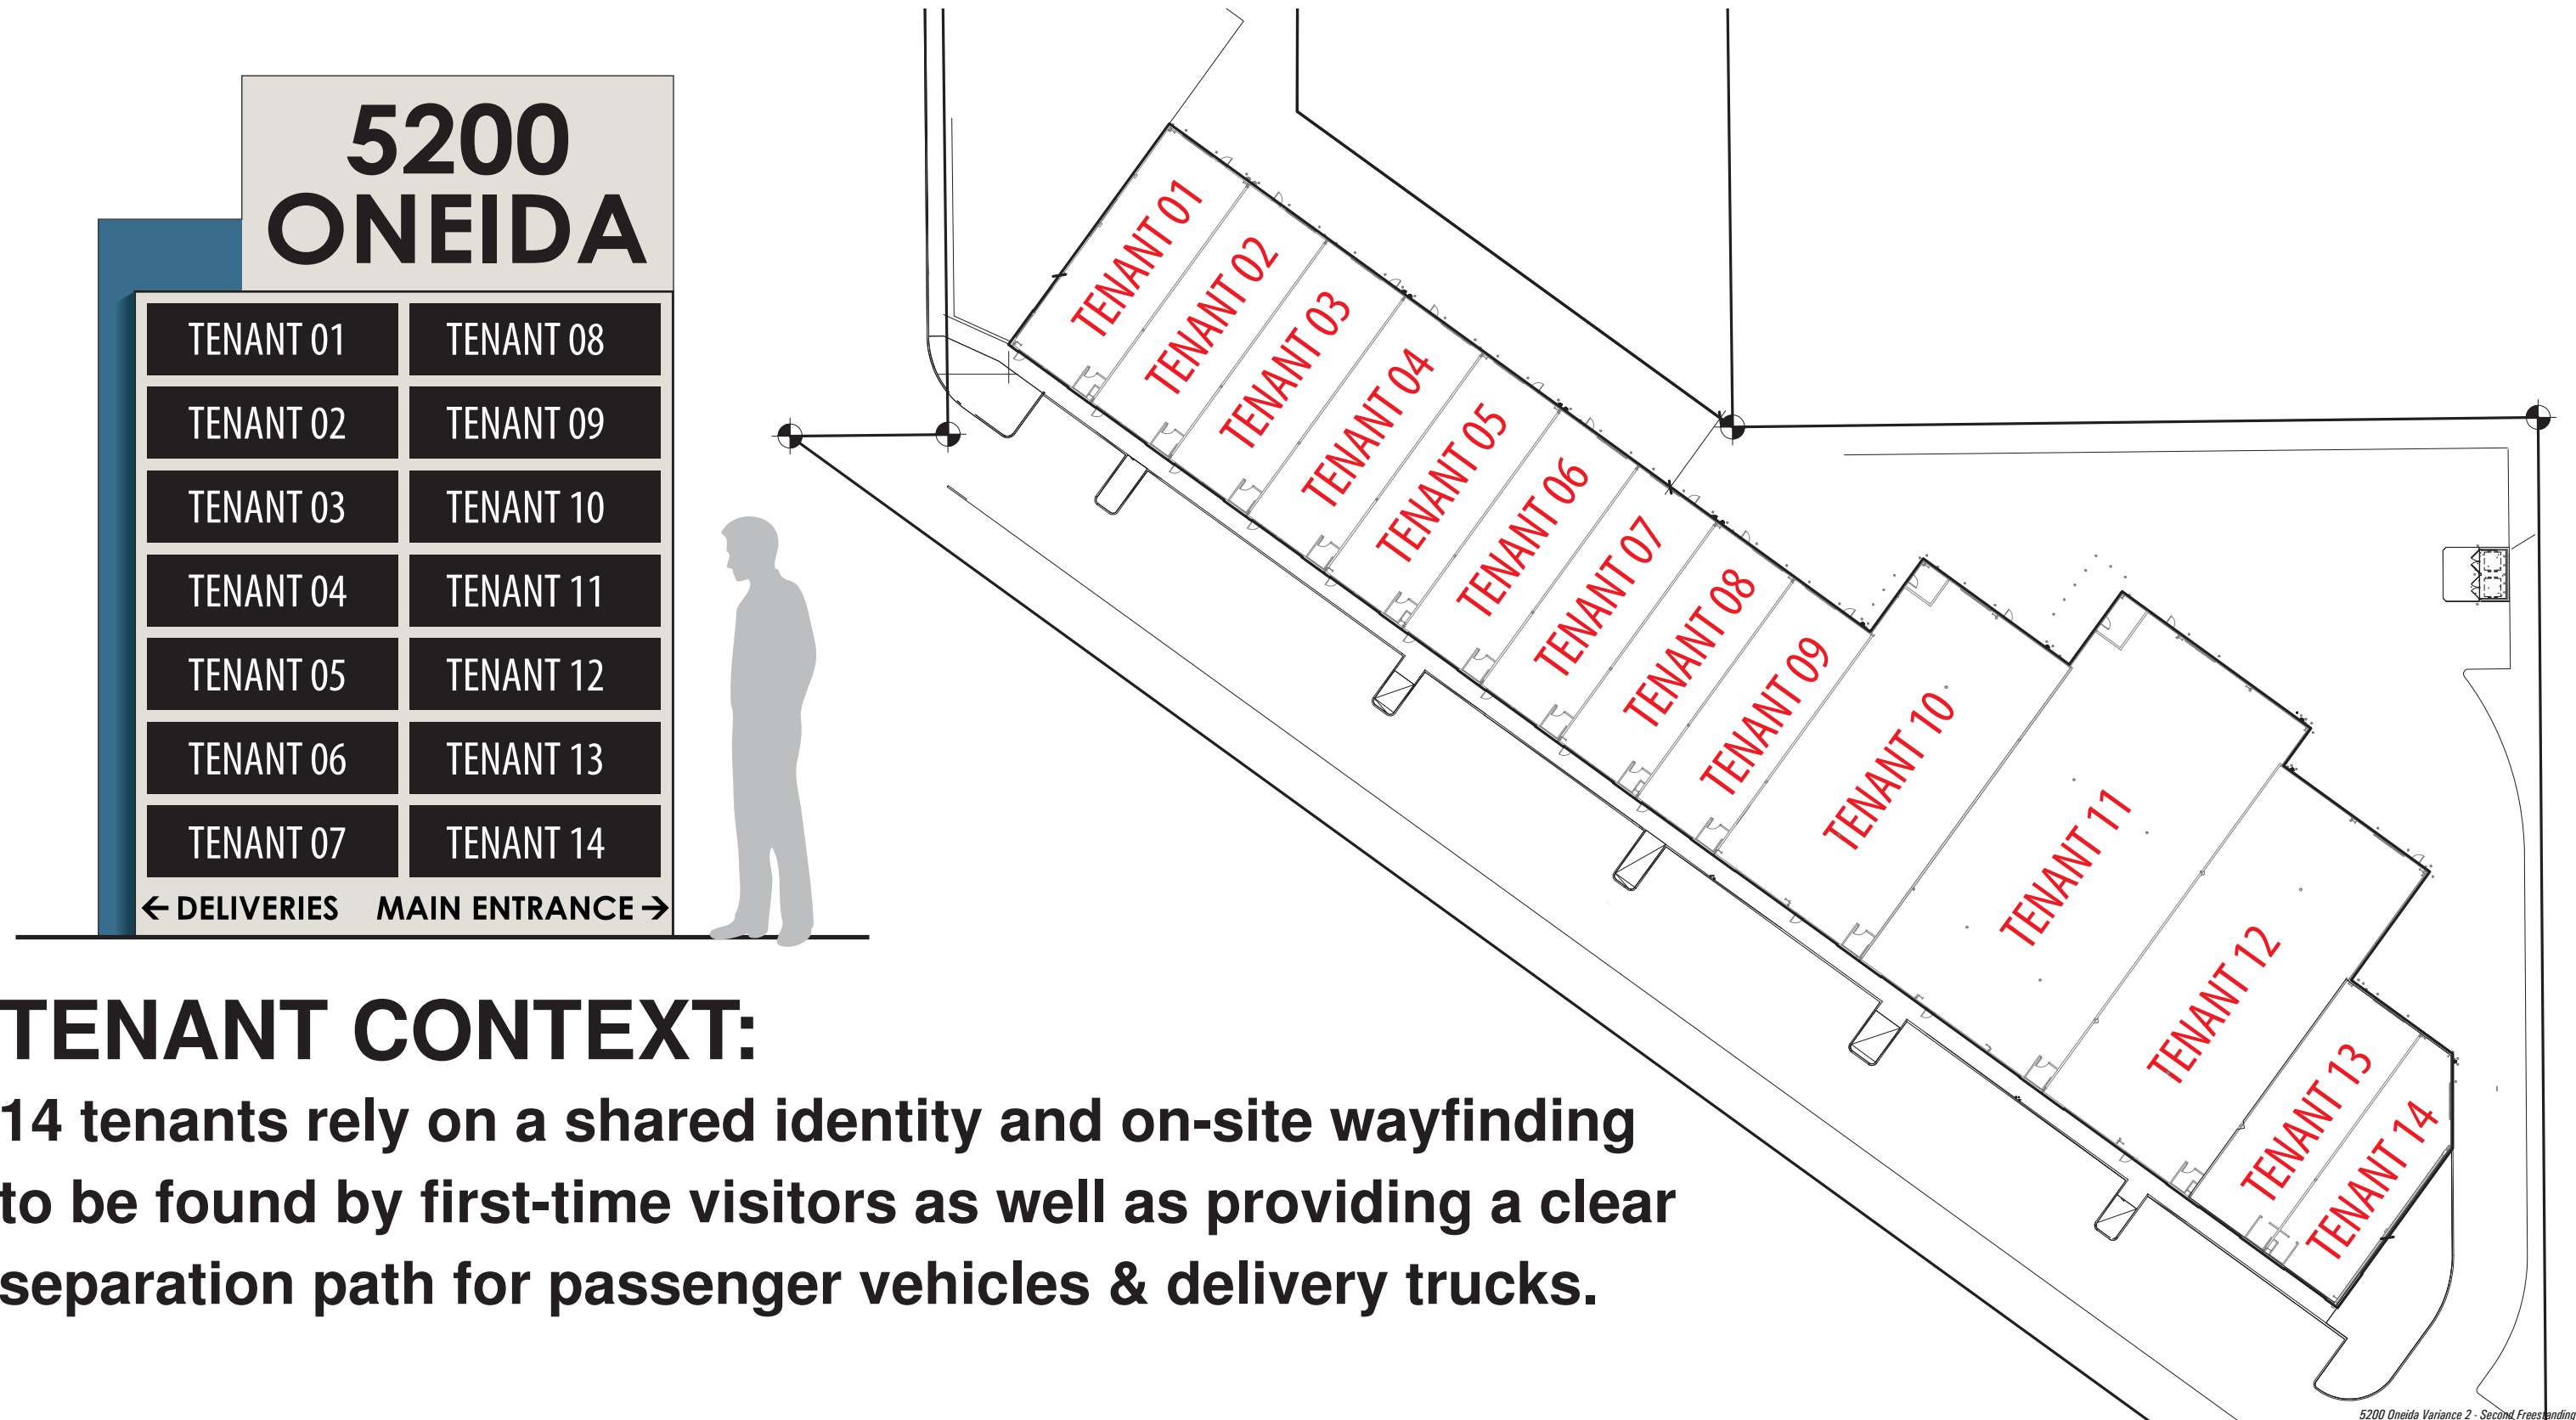 5200
ONEIDA
TENANT 01 TENANT 08
TENANT 02 TENANT 09
TENANT 03 TENANT 10
TENANT 04 TENANT 11
TENANT 05 TENANT 12
TENANT 06 TENANT 13
TENANT 07 TENANT 14
← DELIVERIES MAIN ENTRANCE →
TENANT CONTEXT:
14 tenants rely on a shared identity and on-site wayfinding
to be found by first-time visitors as well as providing a clear
separation path for passenger vehicles & delivery trucks.
TENANT 01
TENANT 02
TENANT 03
TENANT 04
TENANT 05
TENANT 06
TENANT 07
TENANT 08
TENANT 09
TENANT 10
TENANT 11
TENANT 12
TENANT 13
TENANT 14
5200 Oneida Variance 2 - Second Freestanding